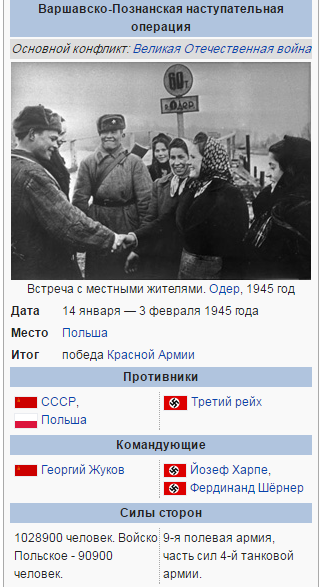 Варшавско-Познанская наступательная
операция
Основной конфликт: Великая Отечественная война
60т
р. ОДЕР
Встреча с местными жителями. Одер, 1945 год
Дата 14 января — 3 февраля 1945 года
Место Польша
Итог победа Красной Армии
Противники
СССР,
Польша
Третий рейх
Командующие
Георгий Жуков
Йозеф Харпе,
Фердинанд Шёрнер
Силы сторон
1028900 человек. Войско
Польское - 90900
человек.
9-я полевая армия,
часть сил 4-й танковой
армии.